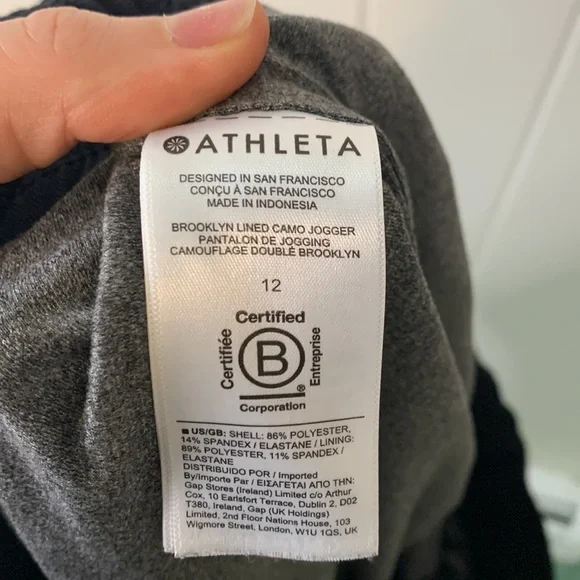 ATHLETA
DESIGNED IN SAN FRANCISCO
CONÇU À SAN FRANCISCO
MADE IN INDONESIA
BROOKLYN LINED CAMO JOGGER
PANTALON DE JOGGING
CAMOUFLAGE DOUBLÉ BROOKLYN
12
Certified
Certifiée
B
®
Entreprise
Corporation
■ US/GB: SHELL: 86% POLYESTER,
14% SPANDEX / ELASTANE / LINING:
89% POLYESTER, 11% SPANDEX /
ELASTANE
DISTRIBUIDO POR / Imported
By/importe Par / ΕΙΣΑΓΕΤΑΙ ΑΠΟ ΤΗΝ:
Gap Stores (Ireland) Limited c/o Arthur
Cox, 10 Earlsfort Terrace, Dublin 2, D02
T380, Ireland, Gap (UK Holdings)
Limited, 2nd Floor Nations House, 103
Wigmore Street, London, W1U 1QS, UK